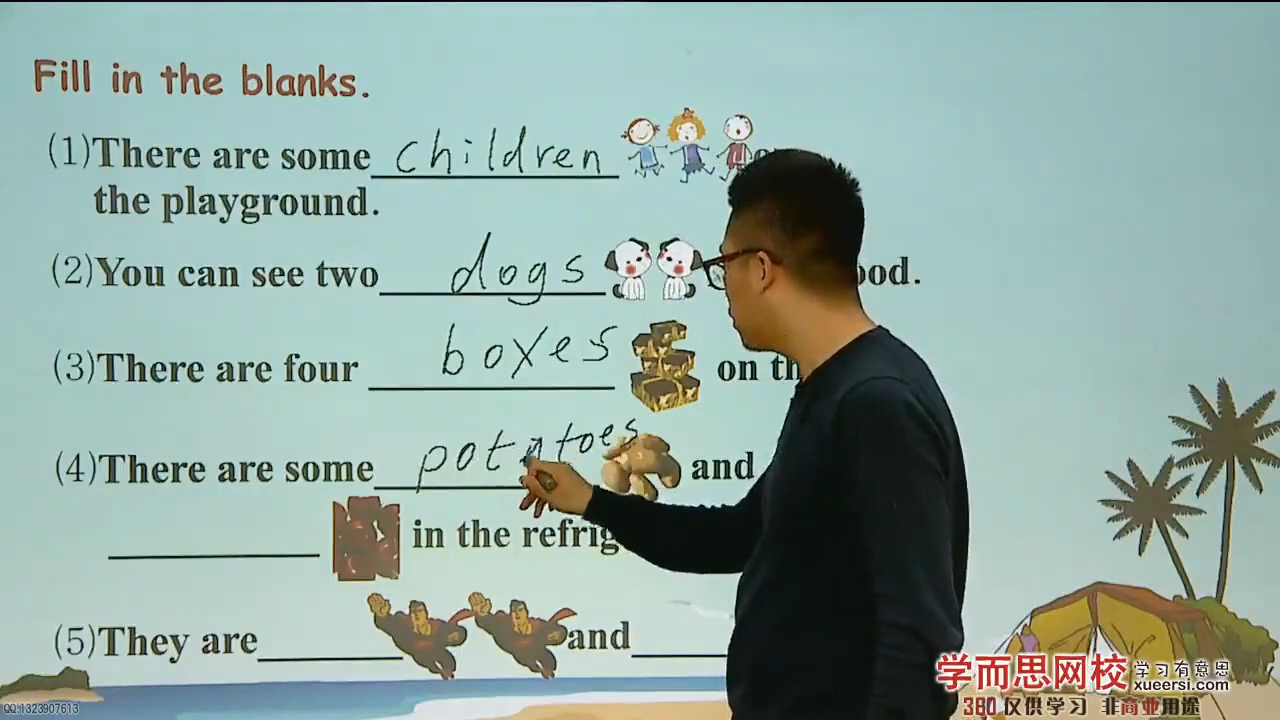 Fill in the blanks.
(1)There are some children
the playground.
(2)You can see two dogs ood.
(3)There are four boxes on th
(4)There are some potatoes and
in the refrig
(5)They are and
学而思网校 学习有意思
xueersi.com
360 仅供学习 非商业用途
QQ:1323907613